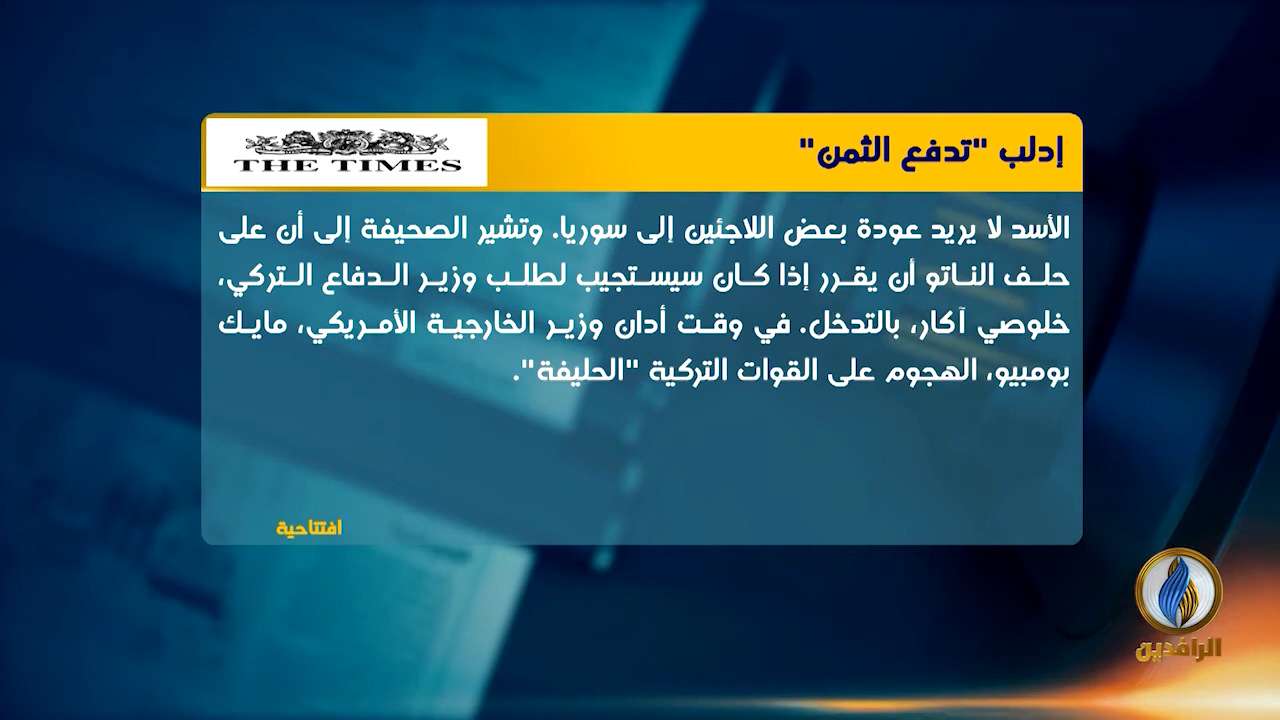 إدلب "تدفع الثمن"
THE TIMES
الأسد لا يريد عودة بعض اللاجئين إلى سوريا. وتشير الصحيفة إلى أن على
حلف الناتو أن يقرر إذا كان سيستجيب لطلب وزير الدفاع التركي،
خلوصي آكار، بالتدخل. في وقت أدان وزير الخارجية الأمريكي، مايك
بومبيو، الهجوم على القوات التركية "الحليفة".
افتتاحية
الرافدين